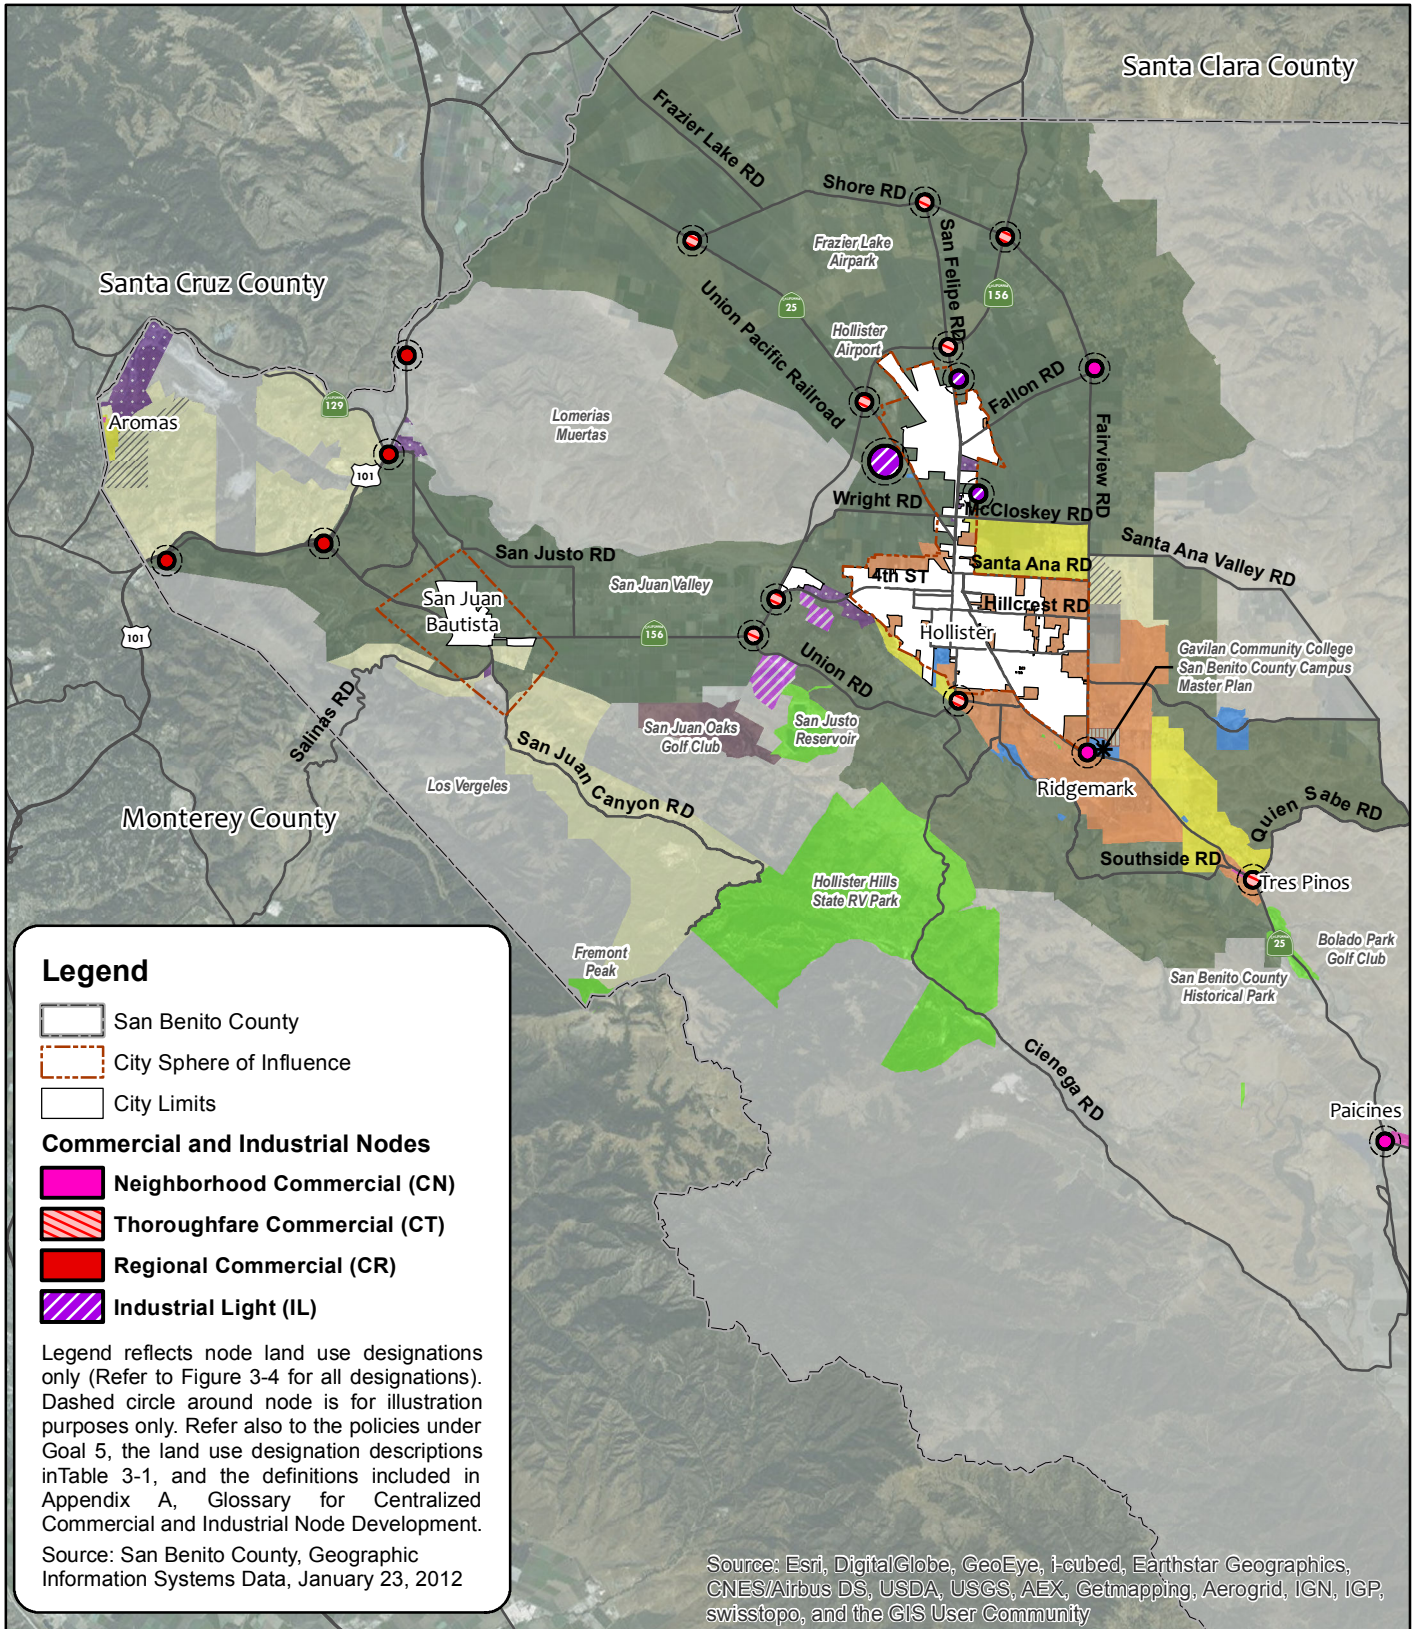 Santa Clara County
Frazier Lake RD
Shore RD
San Felipe RD
Frazier Lake
Airpark
Santa Cruz County
CALIFORNIA
25
CALIFORNIA
156
Union Pacific Railroad
Hollister
Airport
Fallon RD
CALIFORNIA
129
Aromas
Lomerias
Muertas
101
Fairview RD
Wright RD
McCloskey RD
Santa Ana Valley RD
San Justo RD
Santa Ana RD
4th ST
San Juan Valley
San Juan
Bautista
Hillcrest RD
Hollister
101
CALIFORNIA
156
Gavilan Community College
San Benito County Campus
Master Plan
Union RD
Salinas RD
San Juan Oaks
Golf Club
San Justo
Reservoir
San Juan Canyon RD
Los Vergeles
Ridgemark
Monterey County
Quien Sabe RD
Southside RD
Tres Pinos
Hollister Hills
State RV Park
Fremont
Peak
CALIFORNIA
25
Bolado Park
Golf Club
San Benito County
Historical Park
Cienega RD
Paicines
Legend
San Benito County
City Sphere of Influence
City Limits
Commercial and Industrial Nodes
Neighborhood Commercial (CN)
Thoroughfare Commercial (CT)
Regional Commercial (CR)
Industrial Light (IL)
Legend reflects node land use designations
only (Refer to Figure 3-4 for all designations).
Dashed circle around node is for illustration
purposes only. Refer also to the policies under
Goal 5, the land use designation descriptions
inTable 3-1, and the definitions included in
Appendix A, Glossary for Centralized
Commercial and Industrial Node Development.
Source: San Benito County, Geographic
Information Systems Data, January 23, 2012
Source: Esri, DigitalGlobe, GeoEye, i-cubed, Earthstar Geographics,
CNES/Airbus DS, USDA, USGS, AEX, Getmapping, Aerogrid, IGN, IGP,
swisstopo, and the GIS User Community